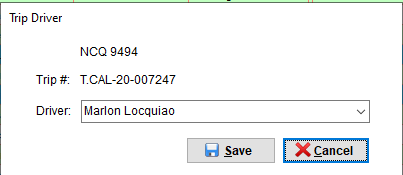 Trip Driver
NCQ 9494
Trip #: T.CAL-20-007247
Driver: Marlon Locquiao
Save Cancel